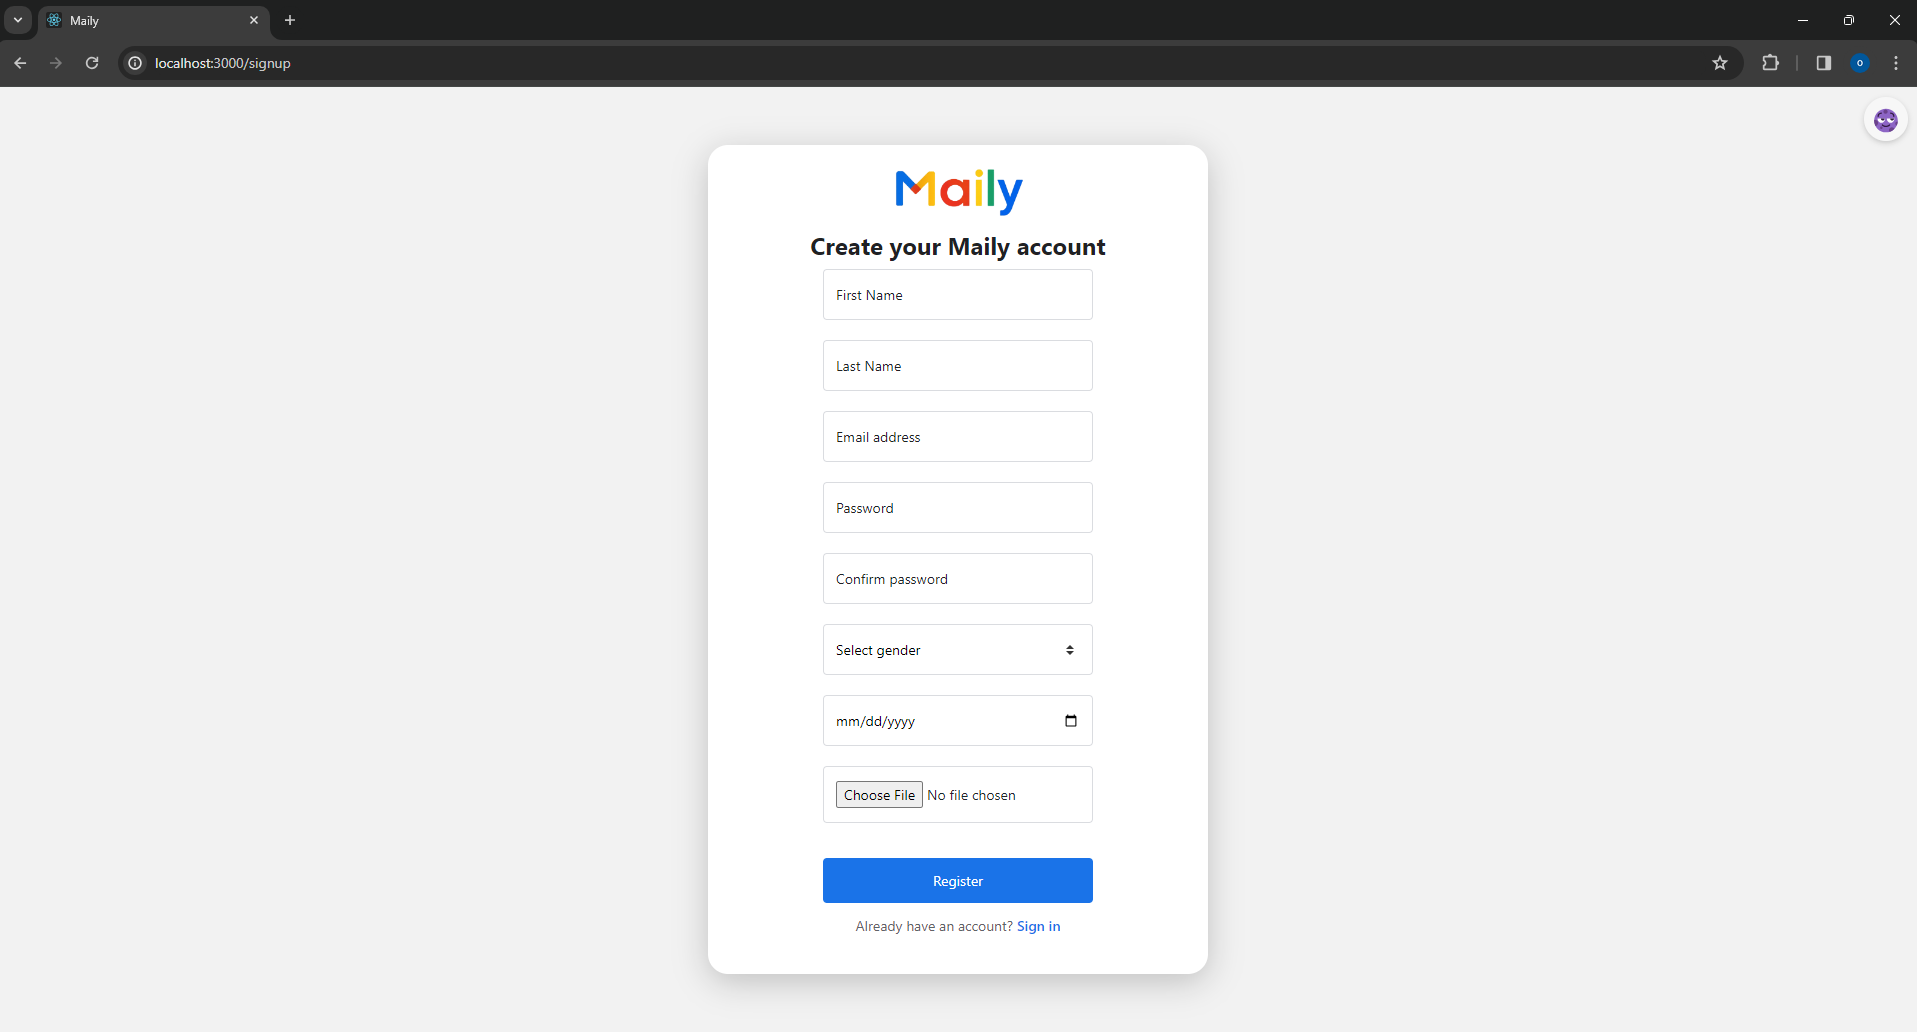 Maily
localhost:3000/signup
o
Maily
Create your Maily account
First Name
Last Name
Email address
Password
Confirm password
Select gender
mm/dd/yyyy
Choose File No file chosen
Register
Already have an account? Sign in